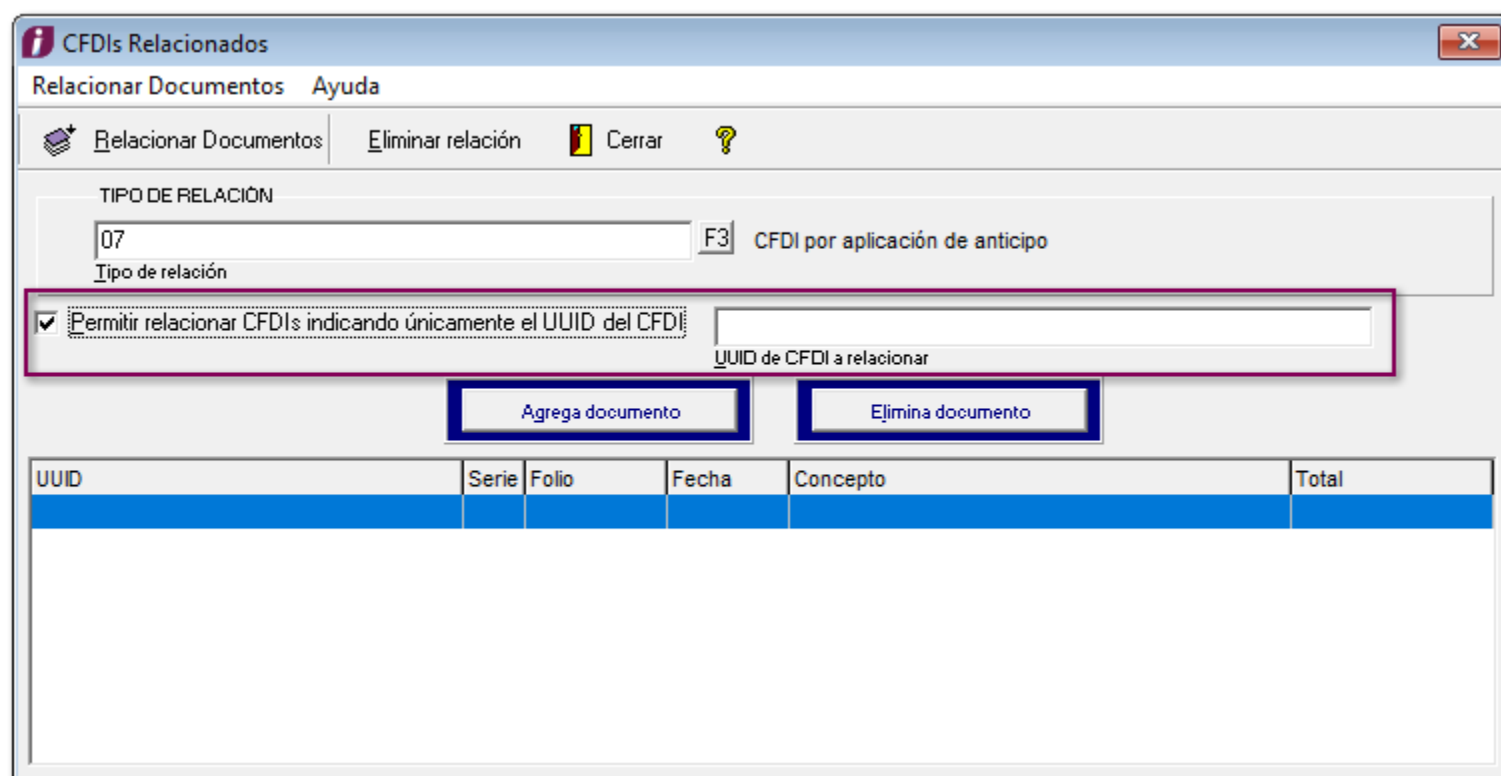 CFDIs Relacionados
Relacionar Documentos Ayuda
Relacionar Documentos Eliminar relación Cerrar
TIPO DE RELACIÓN
07 F3 CFDI por aplicación de anticipo
Tipo de relación
Permitir relacionar CFDIs indicando únicamente el UUID del CFDI
UUID de CFDI a relacionar
Agrega documento Elimina documento
UUID Serie Folio Fecha Concepto Total